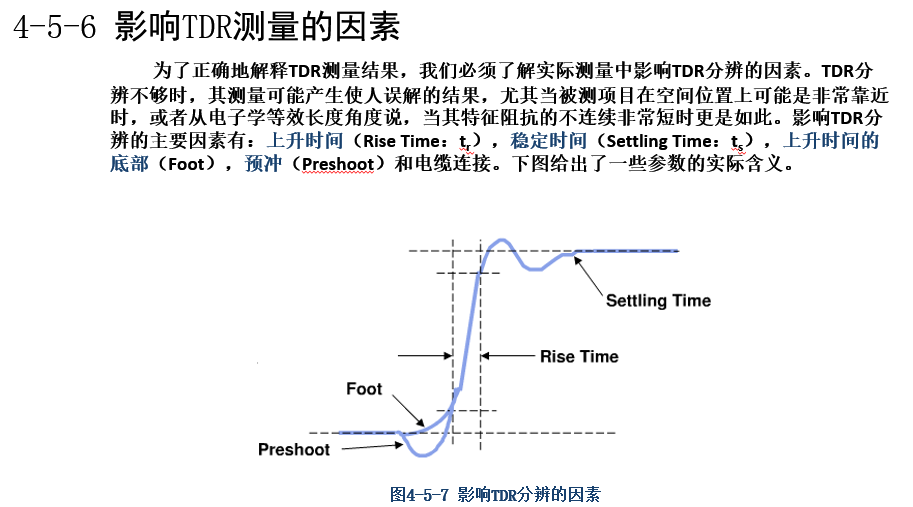 4-5-6 影响TDR测量的因素
为了正确地解释TDR测量结果，我们必须了解实际测量中影响TDR分辨的因素。TDR分
辨不够时，其测量可能产生使人误解的结果，尤其当被测项目在空间位置上可能是非常靠近
时，或者从电子学等效长度角度说，当其特征阻抗的不连续非常短时更是如此。影响TDR分
辨的主要因素有：上升时间（Rise Time：tr），稳定时间（Settling Time：ts），上升时间的
底部（Foot），预冲（Preshoot）和电缆连接。下图给出了一些参数的实际含义。
Settling Time
Rise Time
Foot
Preshoot
图4-5-7 影响TDR分辨的因素